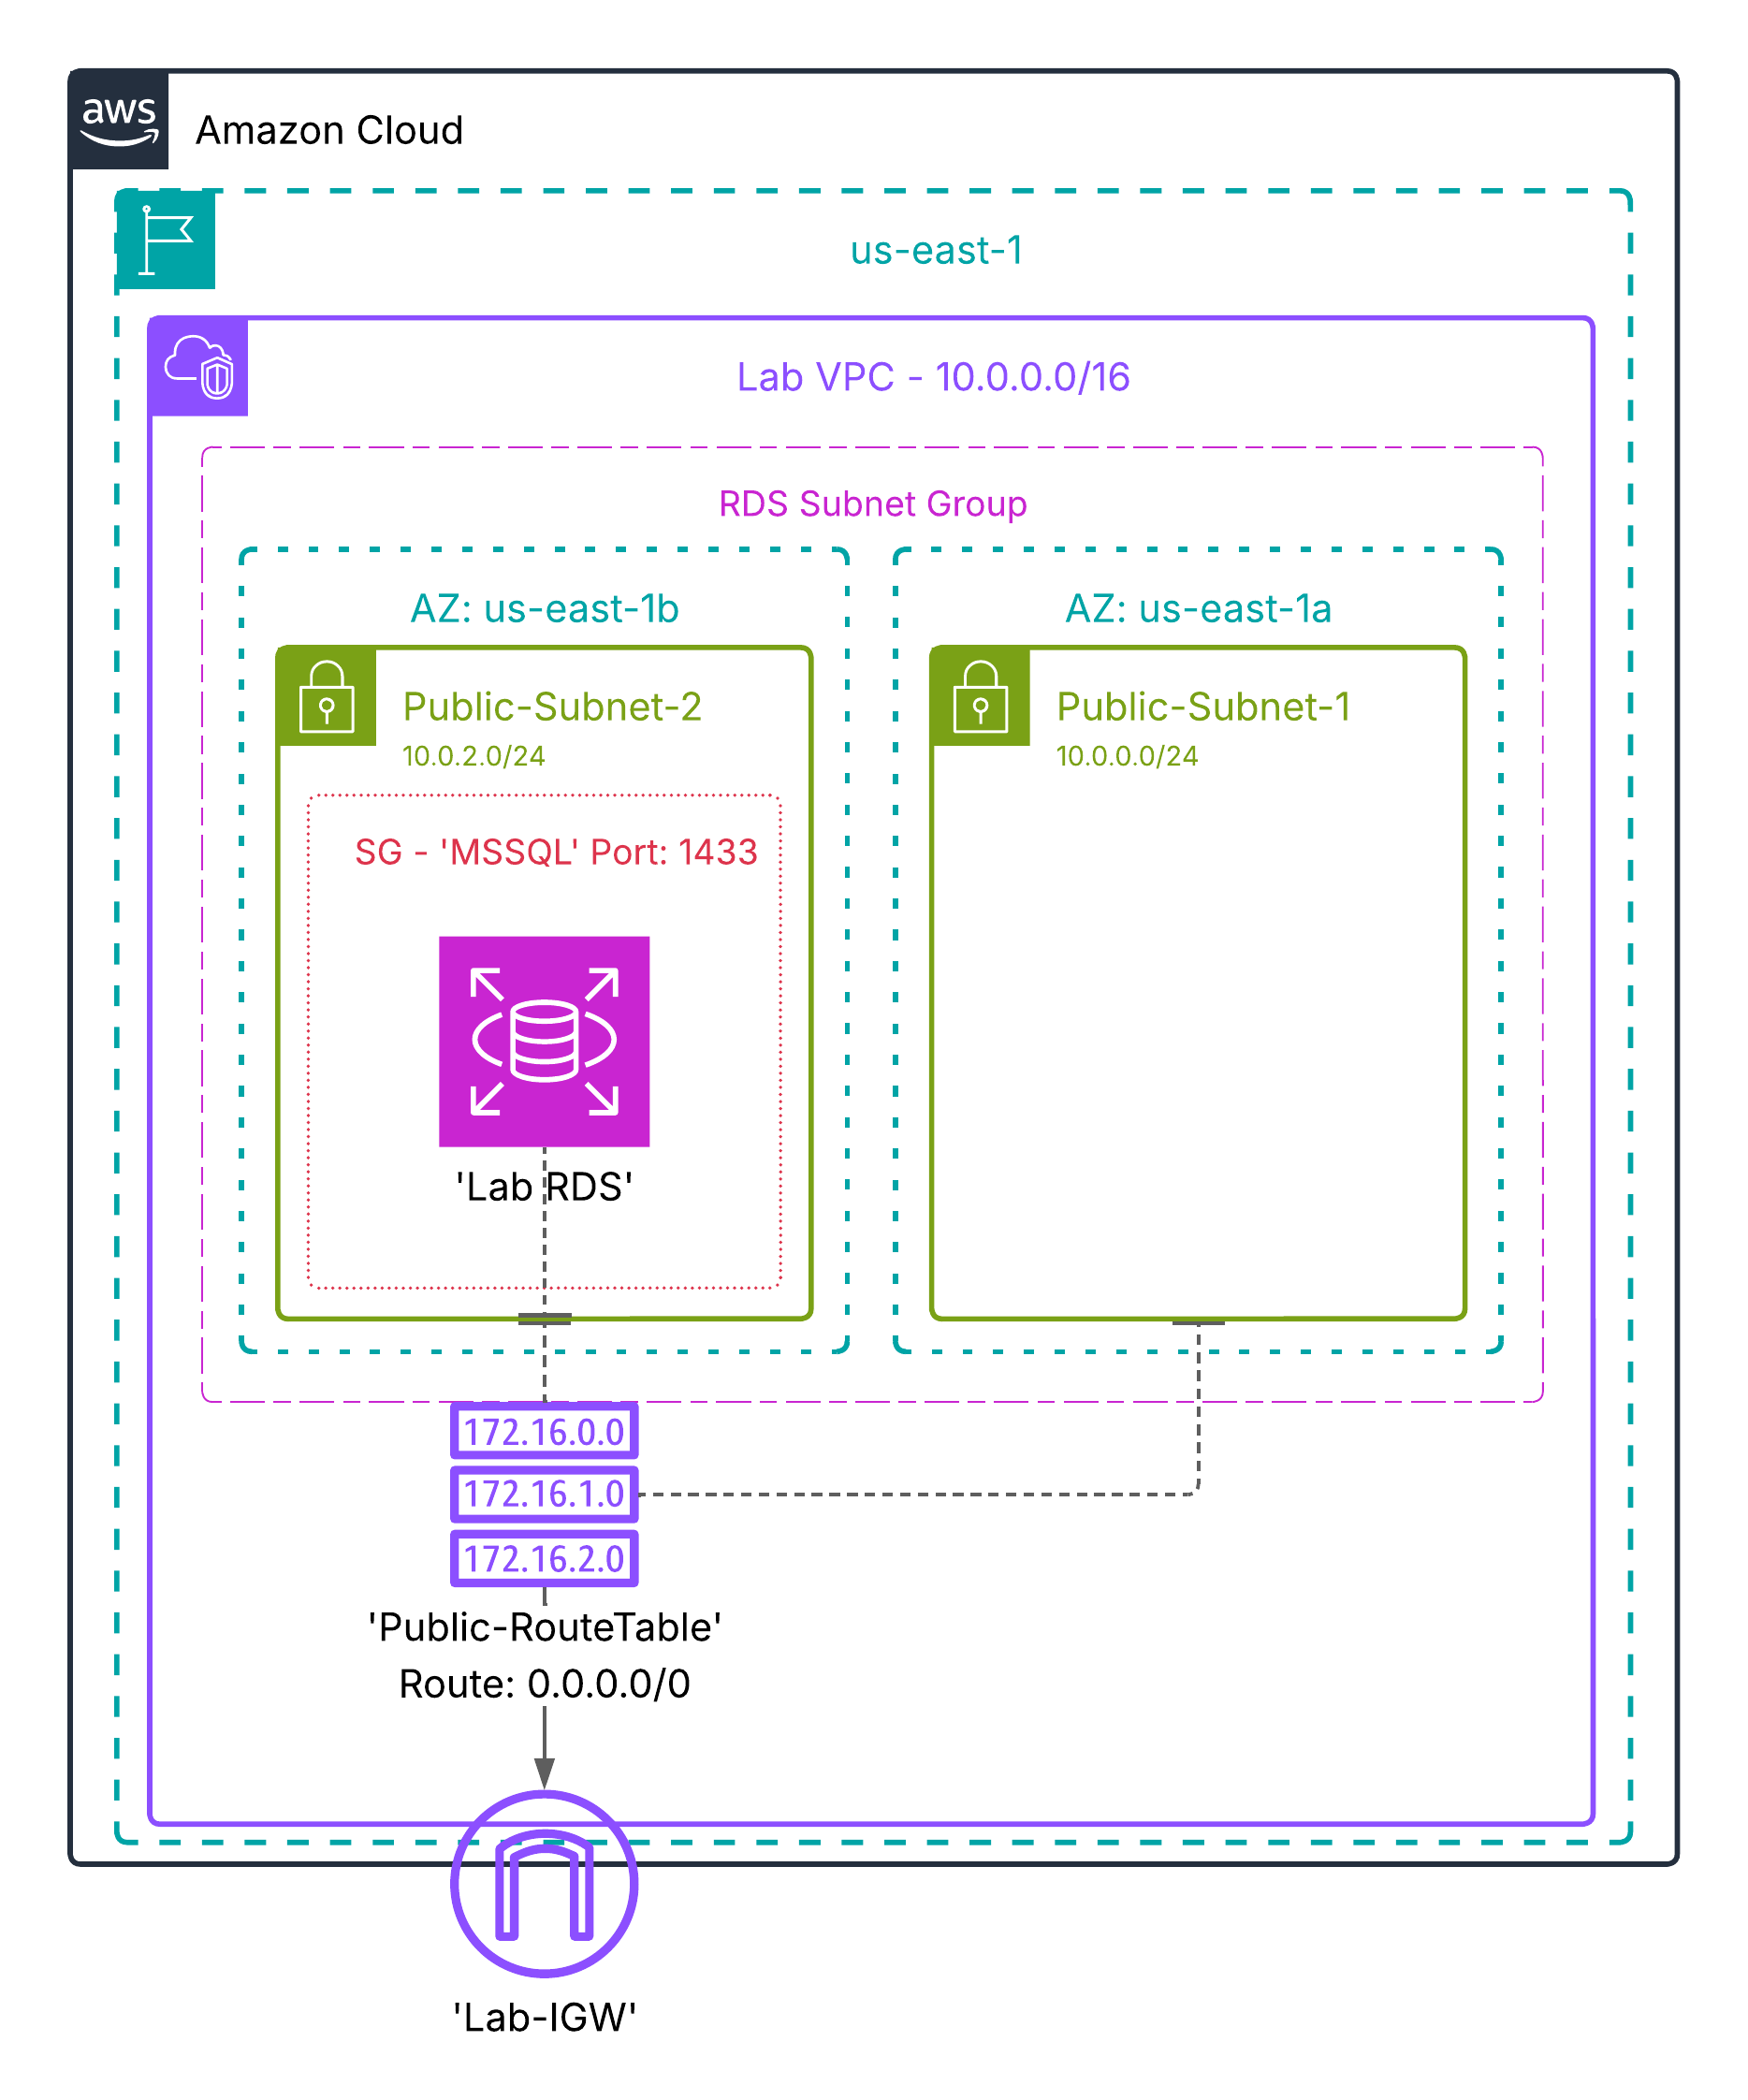 aws
Amazon Cloud
us-east-1
Lab VPC - 10.0.0.0/16
RDS Subnet Group
AZ: us-east-1b
Public-Subnet-2
10.0.2.0/24
SG - 'MSSQL' Port: 1433
'Lab RDS'
AZ: us-east-1a
Public-Subnet-1
10.0.0.0/24
172.16.0.0
172.16.1.0
172.16.2.0
'Public-RouteTable'
Route: 0.0.0.0/0
'Lab-IGW'